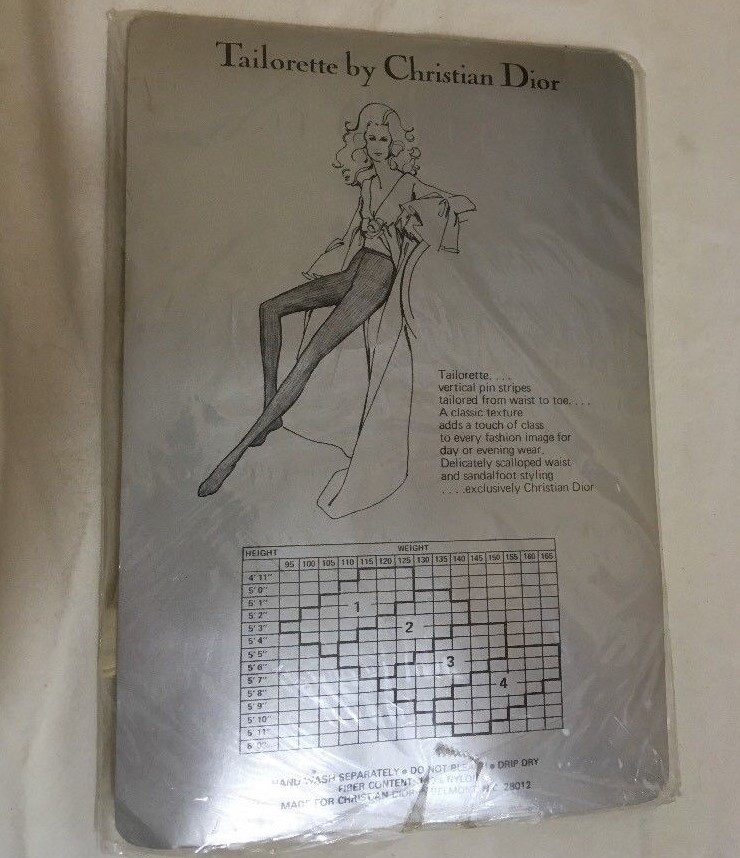 Tailorette by Christian Dior
Tailorette. . . .
vertical pin stripes
tailored from waist to toe. . . .
A classic texture
adds a touch of class
to every fashion image for
day or evening wear.
Delicately scalloped waist
and sandalfoot styling
. . . .exclusively Christian Dior
HEIGHT WEIGHT
95 100 105 110 115 120 125 130 135 140 145 150 155 160 165
4' 11"
5' 0"
5' 1" 1
5' 2"
5' 3" 2
5' 4"
5' 5"
5' 6" 3
5' 7"
5' 8" 4
5' 9"
5' 10"
5' 11"
6' 0"
HAND WASH SEPARATELY • DO NOT • DRIP DRY
FIBER CONTENT: NYLON
MADE FOR CHRISTIAN DIOR BELMONT, N.C. 28012